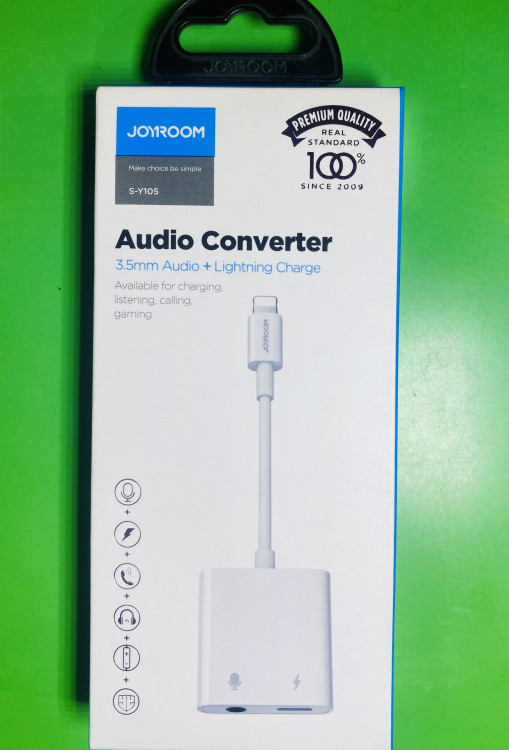 JOYROOM
JOYROOM
Make choice be simple
S-Y105
PREMIUM QUALITY
REAL
STANDARD
100%
SINCE 2009
Audio Converter
3.5mm Audio + Lightning Charge
Available for charging,
listening, calling,
gaming
JOYROOM
+
+
+
+
+